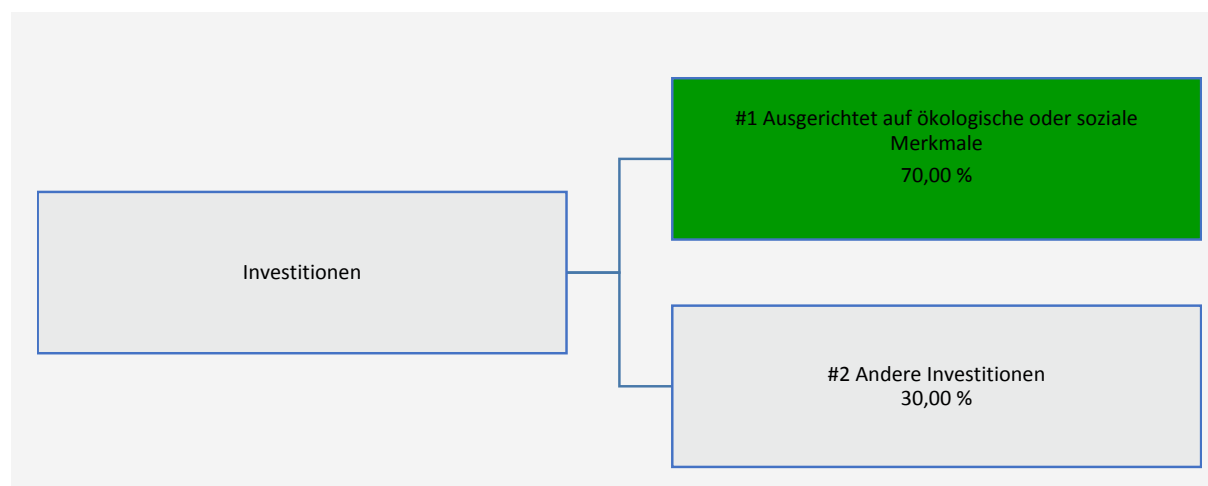 #1 Ausgerichtet auf ökologische oder soziale
Merkmale
70,00 %
Investitionen
#2 Andere Investitionen
30,00 %